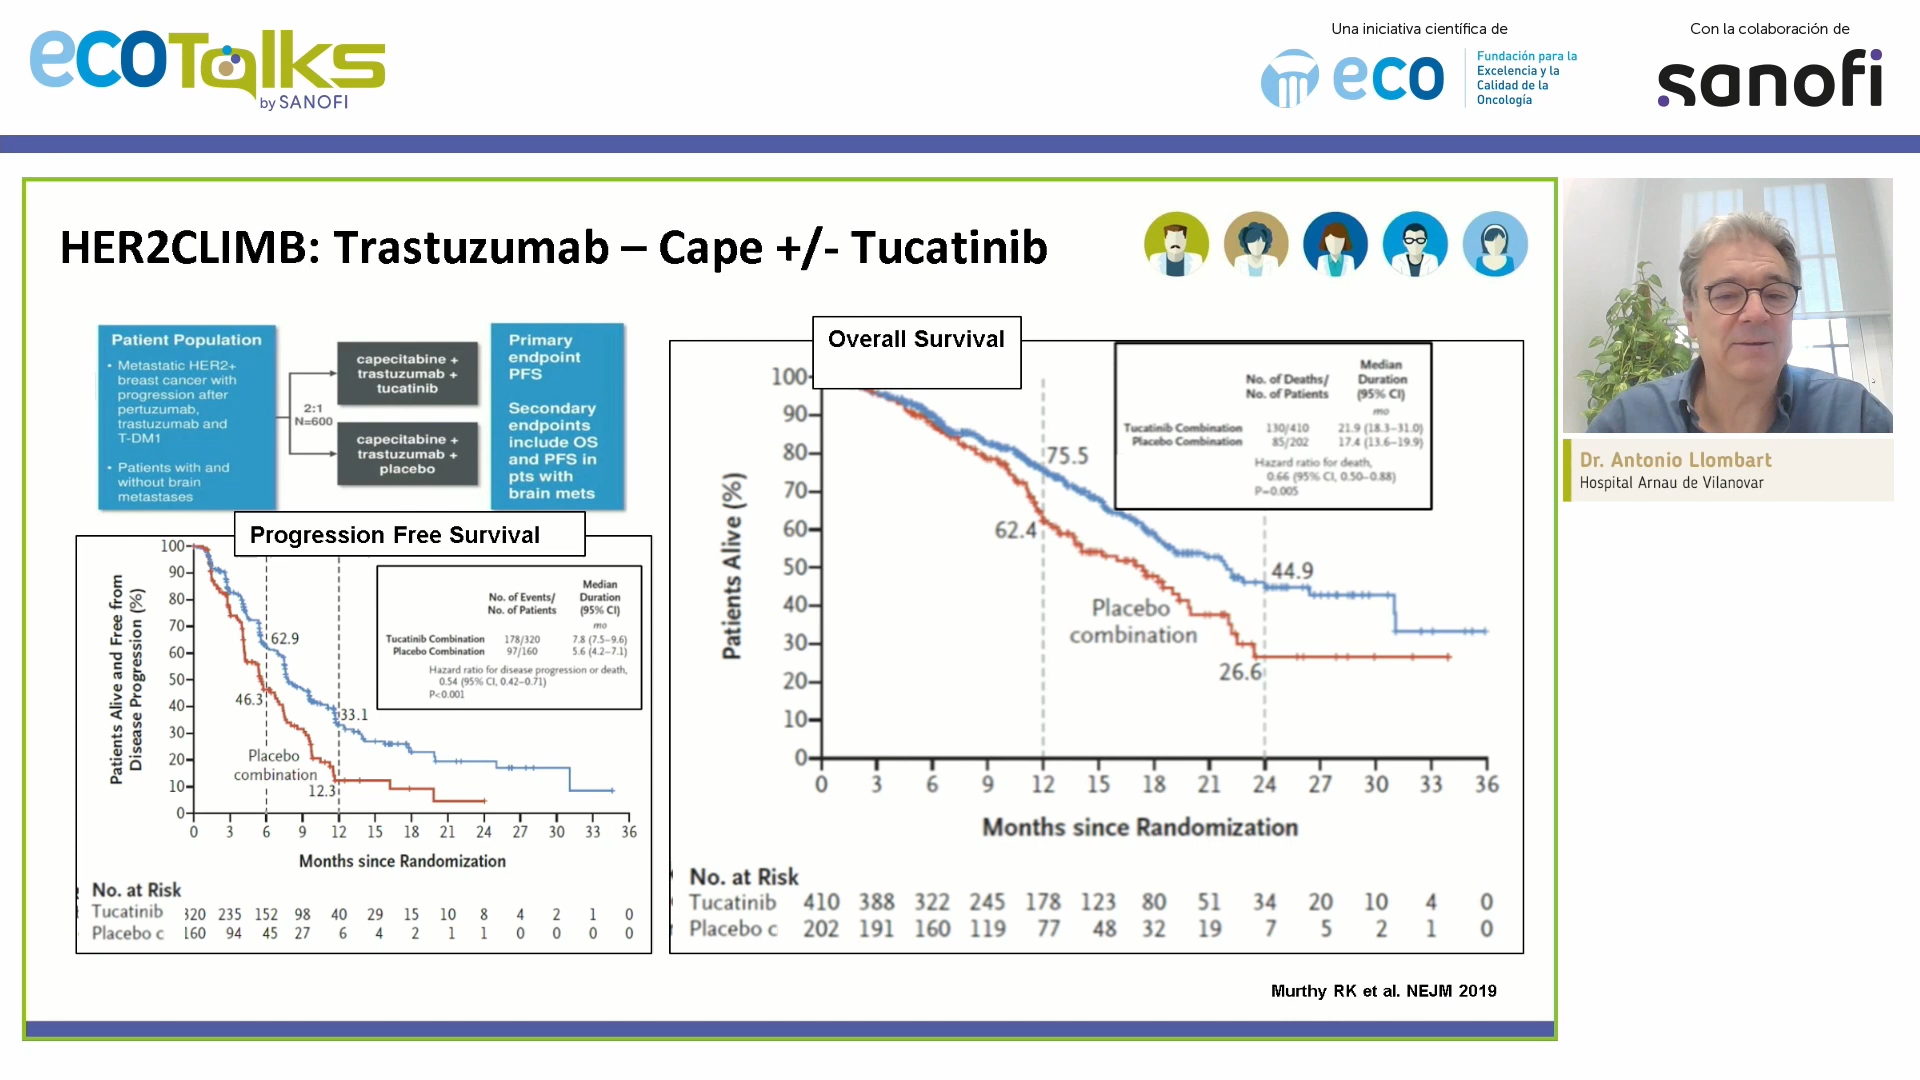 ecoTalks
by SANOFI
Una iniciativa científica de
eco
Fundación para la
Excelencia y la
Calidad de la
Oncología
Con la colaboración de
sanofi
HER2CLIMB: Trastuzumab – Cape +/- Tucatinib
Patient Population
• Metastatic HER2+
breast cancer with
progression after
pertuzumab,
trastuzumab and
T-DM1
• Patients with and
without brain
metastases
2:1
N=600
capecitabine +
trastuzumab +
tucatinib
capecitabine +
trastuzumab +
placebo
Primary
endpoint
PFS
Secondary
endpoints
include OS
and PFS in
pts with
brain mets
Progression Free Survival
Patients Alive and Free from
Disease Progression (%)
100
90
80
70
60
50
40
30
20
10
0
62.9
46.3
33.1
12.3
Placebo
combination
No. of Events/
No. of Patients
Median
Duration
(95% CI)
mo
Tucatinib Combination 178/320 7.8 (7.5–9.6)
Placebo Combination 97/160 5.6 (4.2–7.1)
Hazard ratio for disease progression or death,
0.54 (95% CI, 0.42–0.71)
P<0.001
0 3 6 9 12 15 18 21 24 27 30 33 36
Months since Randomization
No. at Risk
Tucatinib 320 235 152 98 40 29 15 10 8 4 2 1 0
Placebo c 160 94 45 27 6 4 2 1 1 0 0 0 0
Overall Survival
Patients Alive (%)
100
90
80
70
60
50
40
30
20
10
0
75.5
62.4
44.9
26.6
Placebo
combination
No. of Deaths/
No. of Patients
Median
Duration
(95% CI)
mo
Tucatinib Combination 130/410 21.9 (18.3–31.0)
Placebo Combination 85/202 17.4 (13.6–19.9)
Hazard ratio for death,
0.66 (95% CI, 0.50–0.88)
P=0.005
0 3 6 9 12 15 18 21 24 27 30 33 36
Months since Randomization
No. at Risk
Tucatinib 410 388 322 245 178 123 80 51 34 20 10 4 0
Placebo c 202 191 160 119 77 48 32 19 7 5 2 1 0
Murthy RK et al. NEJM 2019
Dr. Antonio Llombart
Hospital Arnau de Vilanovar